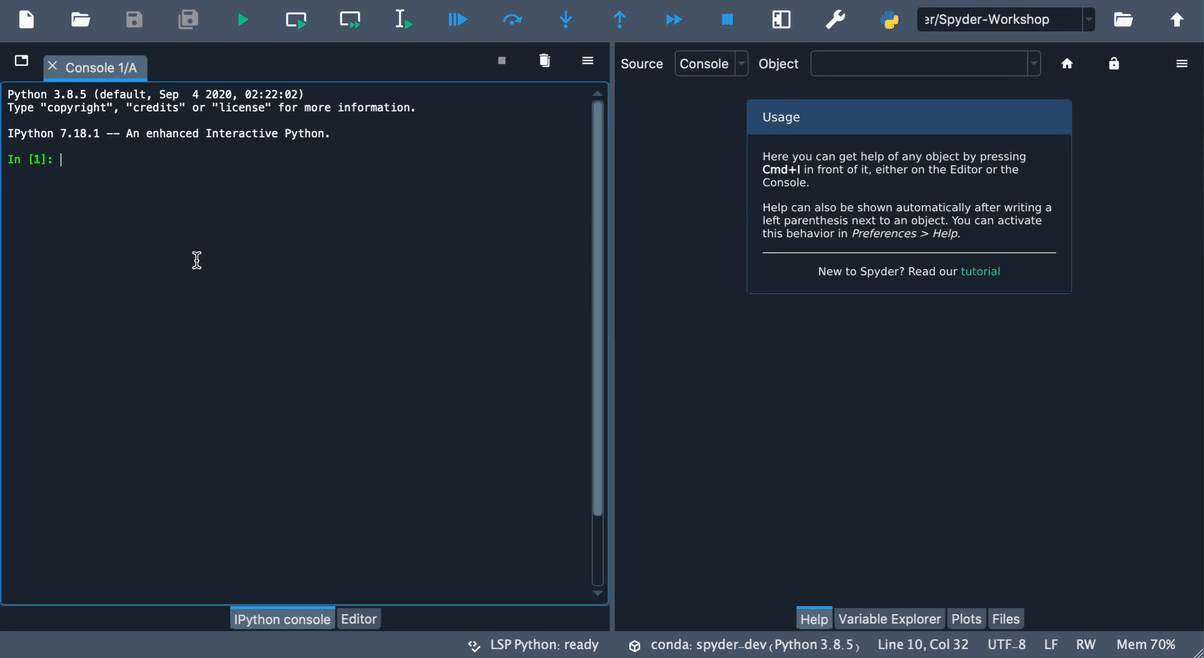 er/Spyder-Workshop
Console 1/A
Python 3.8.5 (default, Sep  4 2020, 02:22:02)
Type "copyright", "credits" or "license" for more information.
IPython 7.18.1 -- An enhanced Interactive Python.
In [1]:
IPython console
Editor
Source
Console
Object
Usage
Here you can get help of any object by pressing
Cmd+I in front of it, either on the Editor or the
Console.
Help can also be shown automatically after writing a
left parenthesis next to an object. You can activate
this behavior in Preferences > Help.
New to Spyder? Read our tutorial
Help
Variable Explorer
Plots
Files
LSP Python: ready
conda: spyder-dev (Python 3.8.5)
Line 10, Col 32
UTF-8
LF
RW
Mem 70%